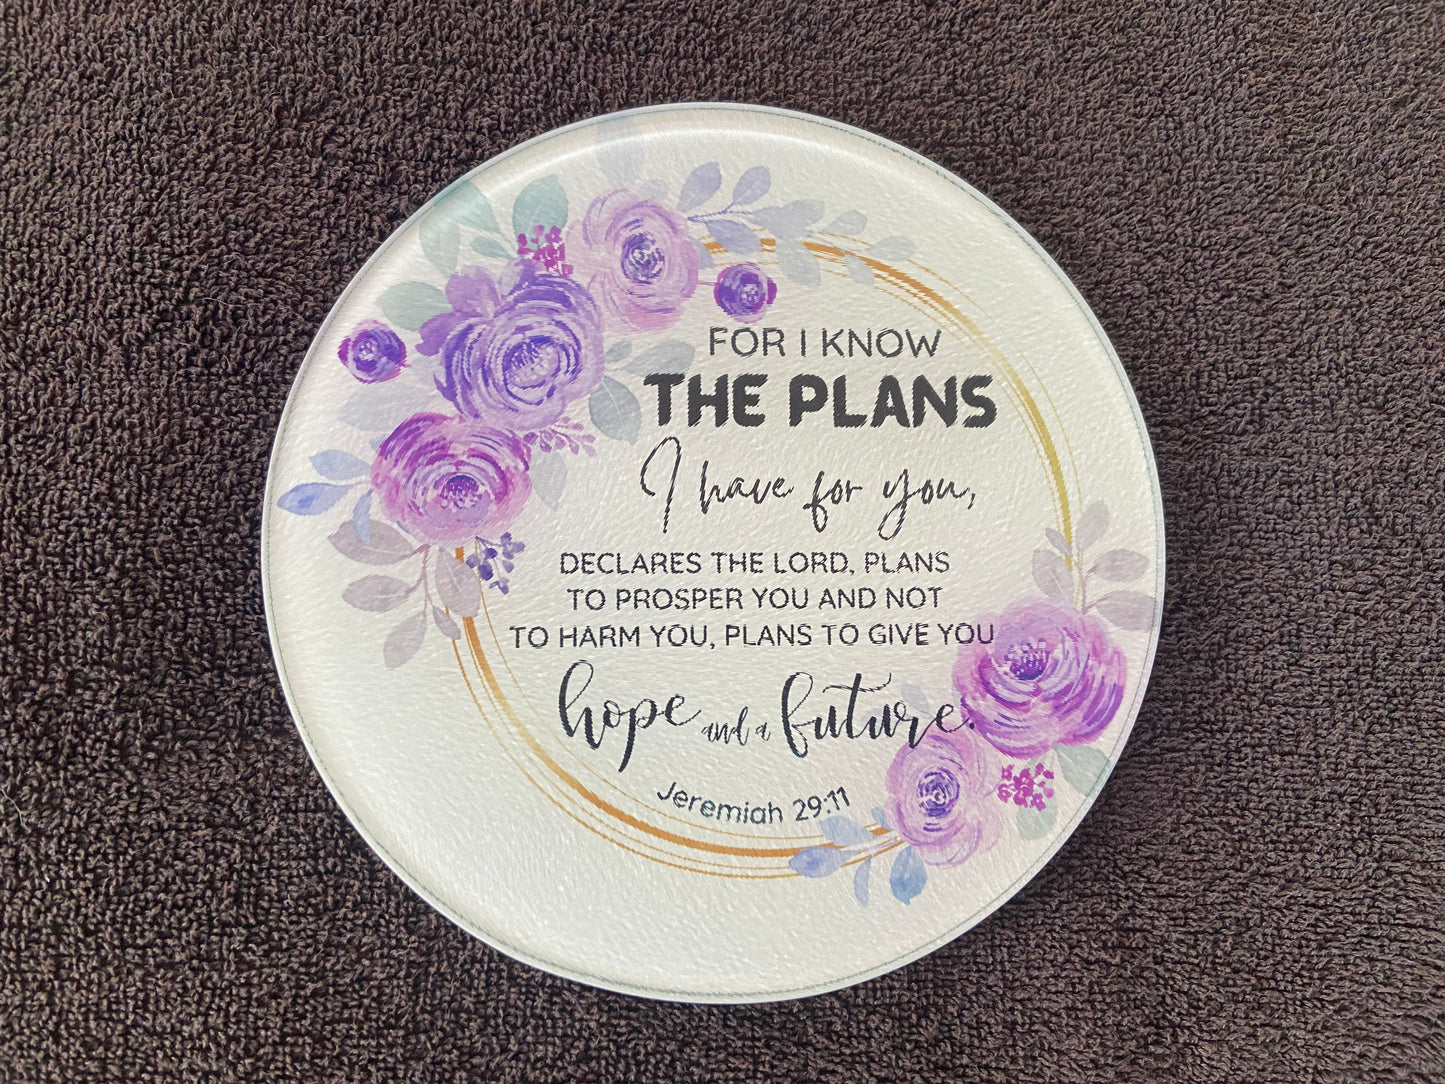 FOR I KNOW
THE PLANS
I have for you,
DECLARES THE LORD, PLANS
TO PROSPER YOU AND NOT
TO HARM YOU, PLANS TO GIVE YOU
hope and a future.
Jeremiah 29:11